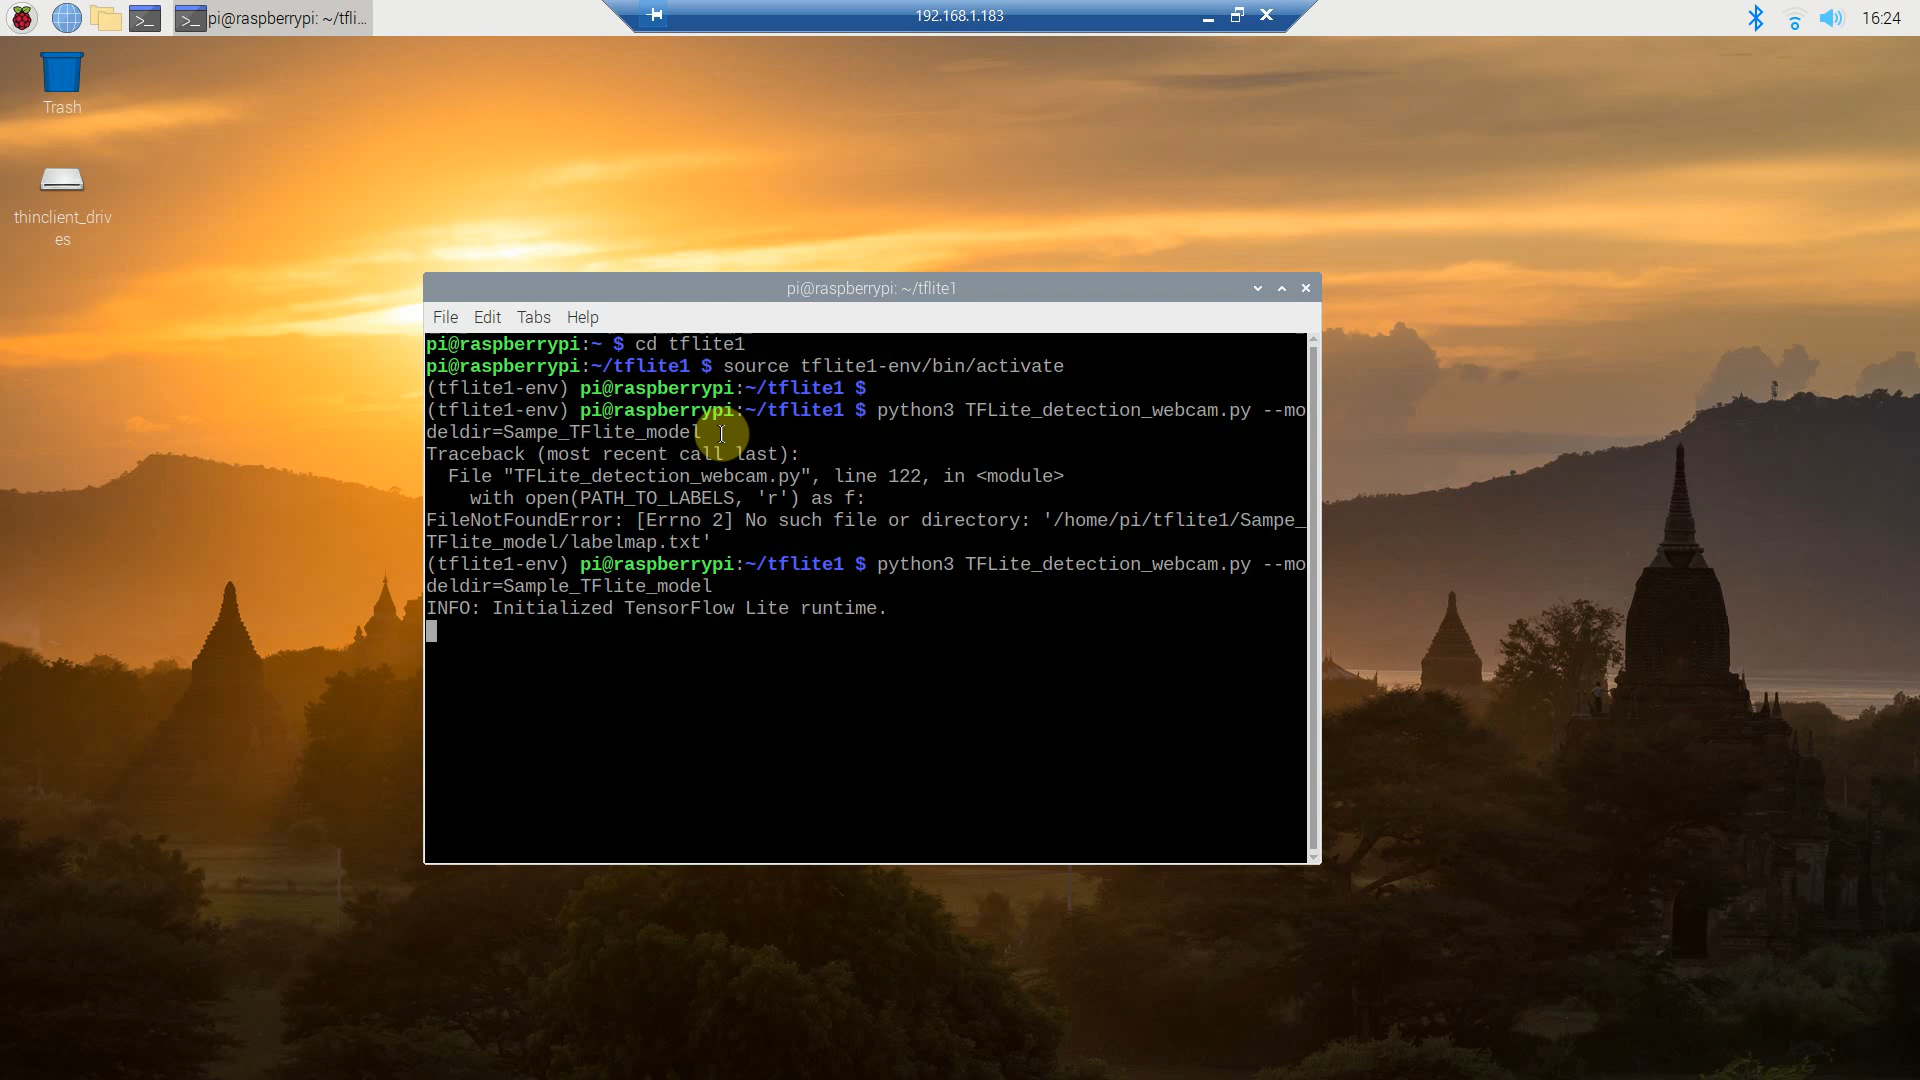 pi@raspberrypi: ~/tfli...
192.168.1.183
16:24
Trash
thinclient_driv
es
pi@raspberrypi: ~/tflite1
File Edit Tabs Help
pi@raspberrypi:~ $ cd tflite1
pi@raspberrypi:~/tflite1 $ source tflite1-env/bin/activate
(tflite1-env) pi@raspberrypi:~/tflite1 $
(tflite1-env) pi@raspberrypi:~/tflite1 $ python3 TFLite_detection_webcam.py --mo
deldir=Sampe_TFlite_model
Traceback (most recent call last):
  File "TFLite_detection_webcam.py", line 122, in <module>
    with open(PATH_TO_LABELS, 'r') as f:
FileNotFoundError: [Errno 2] No such file or directory: '/home/pi/tflite1/Sampe_
TFlite_model/labelmap.txt'
(tflite1-env) pi@raspberrypi:~/tflite1 $ python3 TFLite_detection_webcam.py --mo
deldir=Sample_TFlite_model
INFO: Initialized TensorFlow Lite runtime.